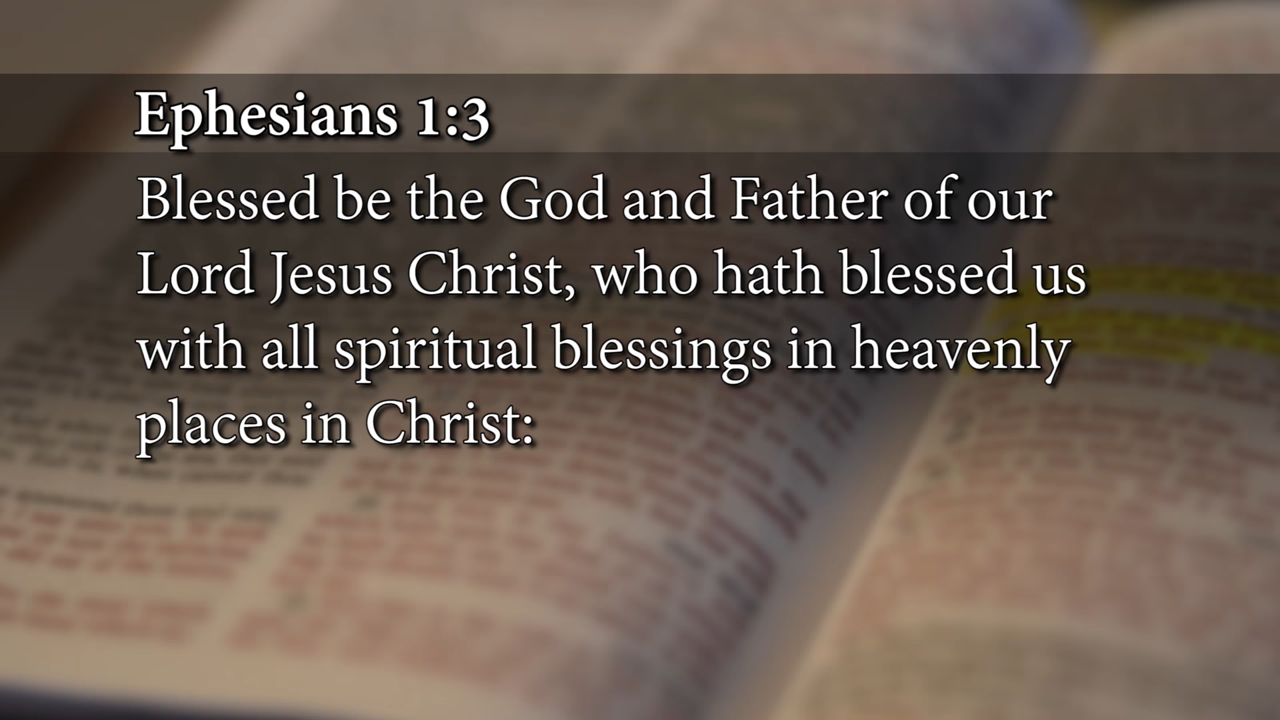 Ephesians 1:3
Blessed be the God and Father of our
Lord Jesus Christ, who hath blessed us
with all spiritual blessings in heavenly
places in Christ: